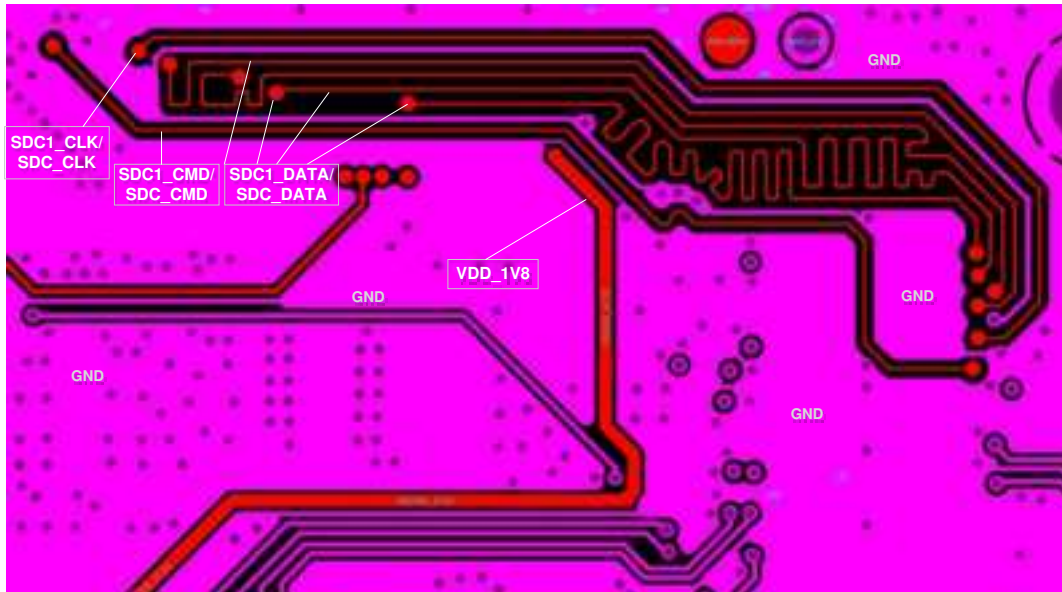 GND
SDC1_CLK/
SDC_CLK
SDC1_CMD/
SDC_CMD
SDC1_DATA/
SDC_DATA
VDD_1V8
GND
GND
GND
GND